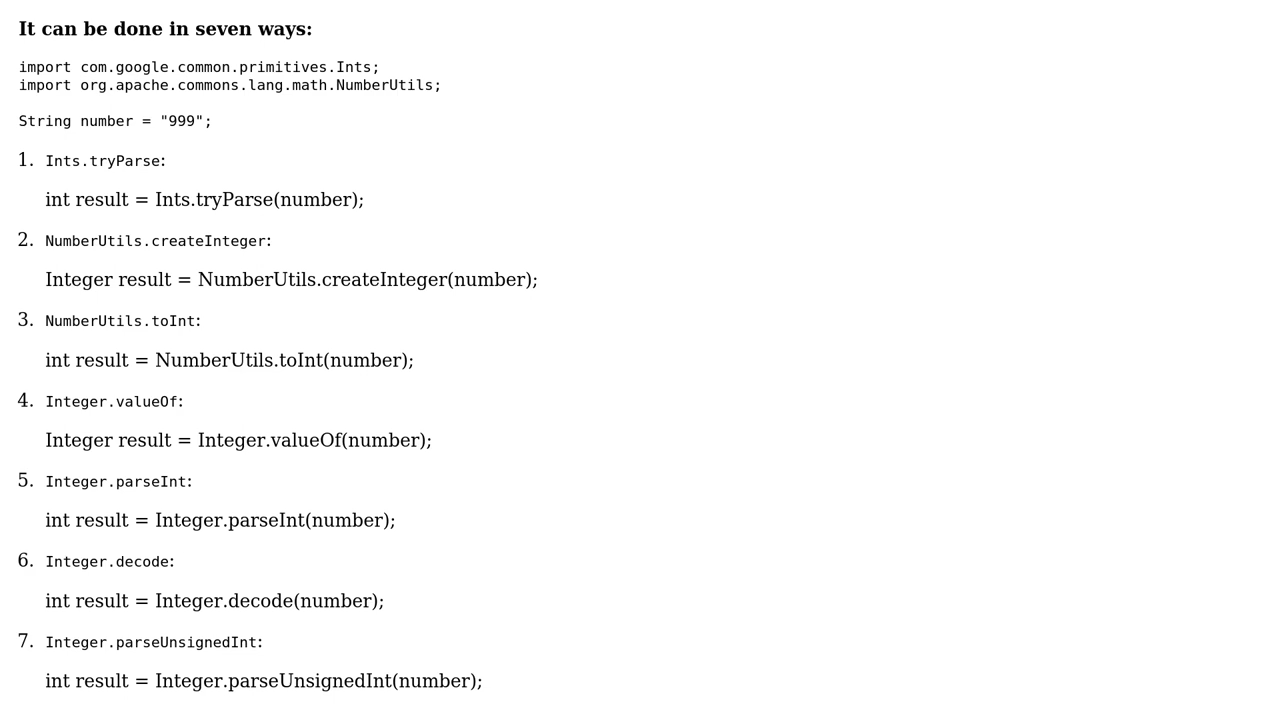 It can be done in seven ways:
import com.google.common.primitives.Ints;
import org.apache.commons.lang.math.NumberUtils;
String number = "999";
1. Ints.tryParse:
int result = Ints.tryParse(number);
2. NumberUtils.createInteger:
Integer result = NumberUtils.createInteger(number);
3. NumberUtils.toInt:
int result = NumberUtils.toInt(number);
4. Integer.valueOf:
Integer result = Integer.valueOf(number);
5. Integer.parseInt:
int result = Integer.parseInt(number);
6. Integer.decode:
int result = Integer.decode(number);
7. Integer.parseUnsignedInt:
int result = Integer.parseUnsignedInt(number);